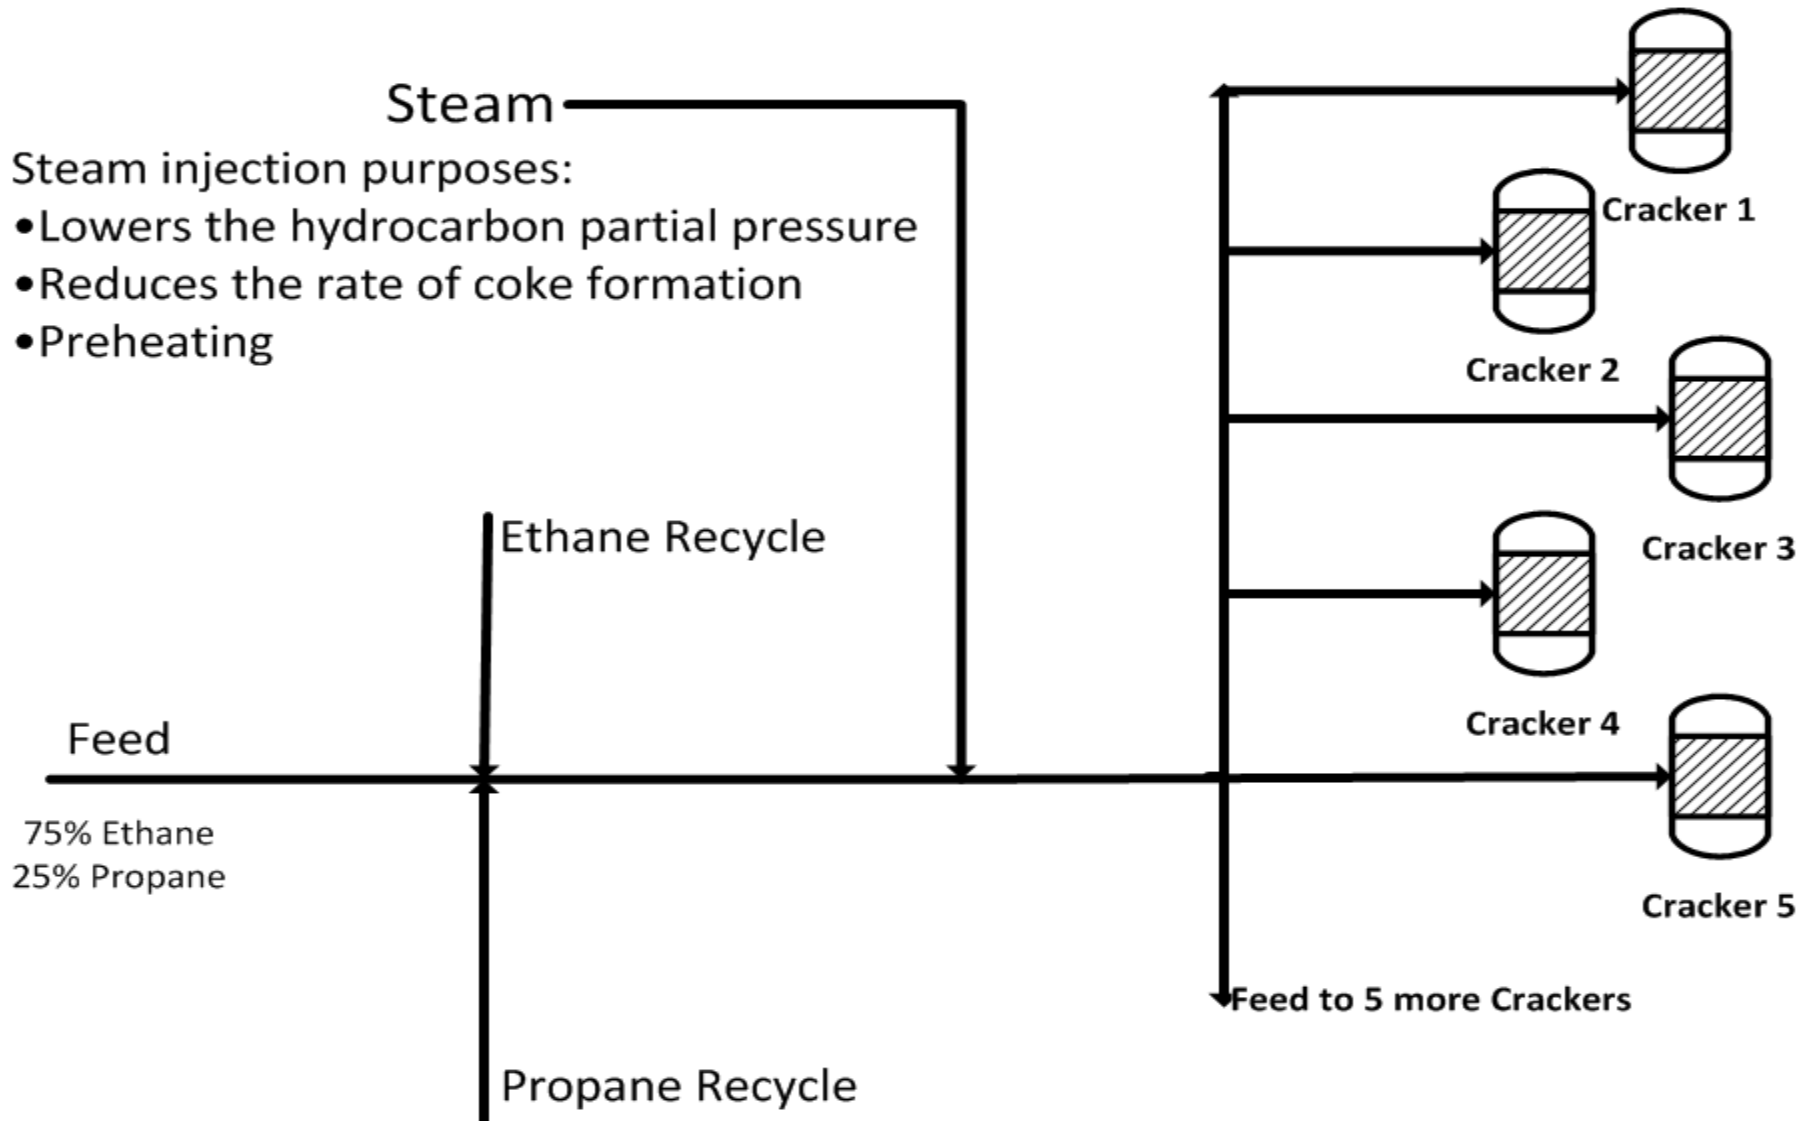 Steam
Steam injection purposes:
•Lowers the hydrocarbon partial pressure
•Reduces the rate of coke formation
•Preheating
Cracker 1
Cracker 2
Ethane Recycle
Cracker 3
Feed
Cracker 4
75% Ethane
25% Propane
Cracker 5
Feed to 5 more Crackers
Propane Recycle